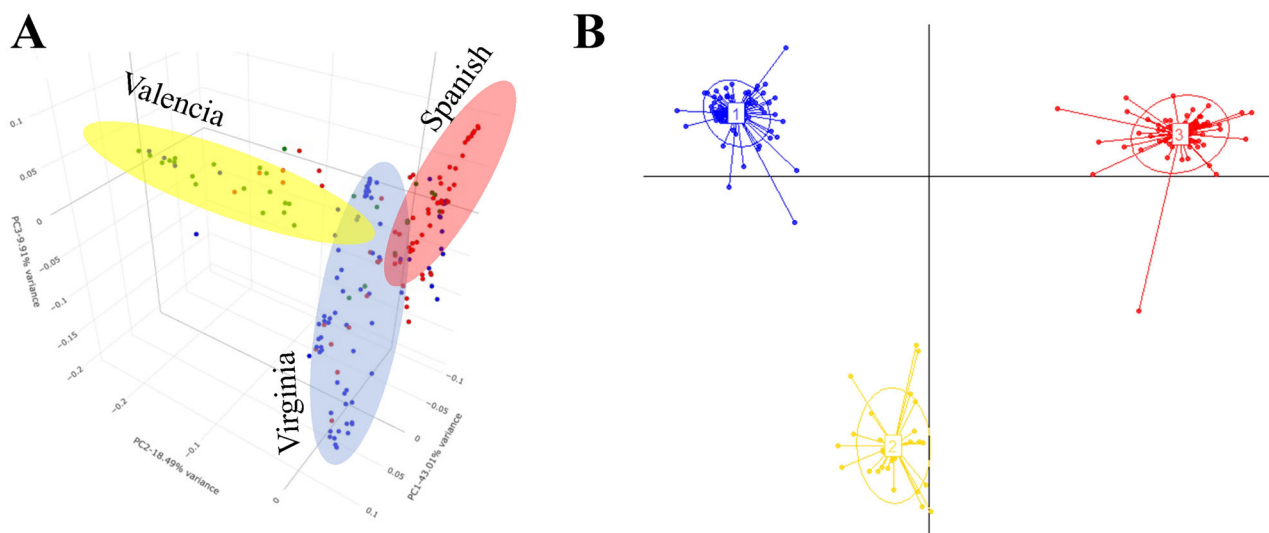 A
B
Valencia
Spanish
Virginia
0.1
0.05
0
−0.05
−0.1
−0.15
−0.2
PC3-9.91% variance
−0.2
−0.1
0
PC2-18.49% variance
−0.1
−0.05
0
0.05
0.1
PC1-43.01% variance
1
3
2